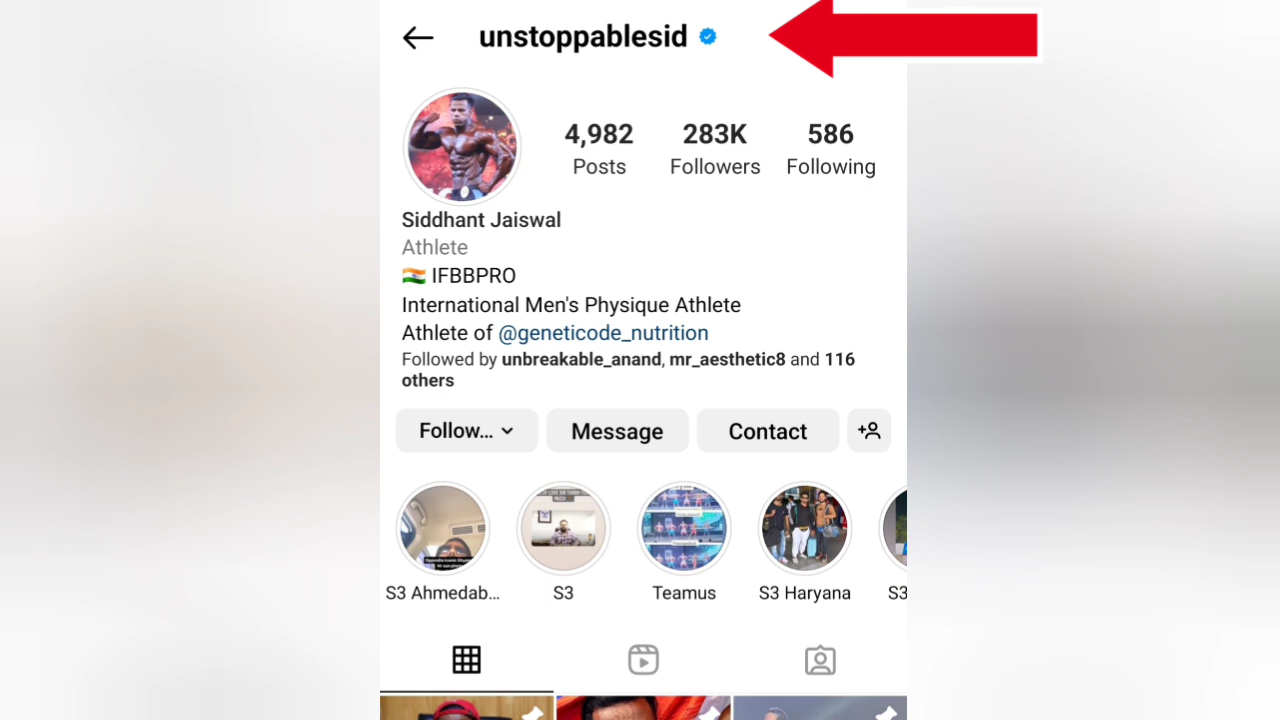 unstoppablesid
4,982 283K 586
Posts Followers Following
Siddhant Jaiswal
Athlete
🇮🇳 IFBBPRO
International Men's Physique Athlete
Athlete of @geneticode_nutrition
Followed by unbreakable_anand, mr_aesthetic8 and 116
others
Follow... Message Contact
S3 Ahmedab... S3 Teamus S3 Haryana S3